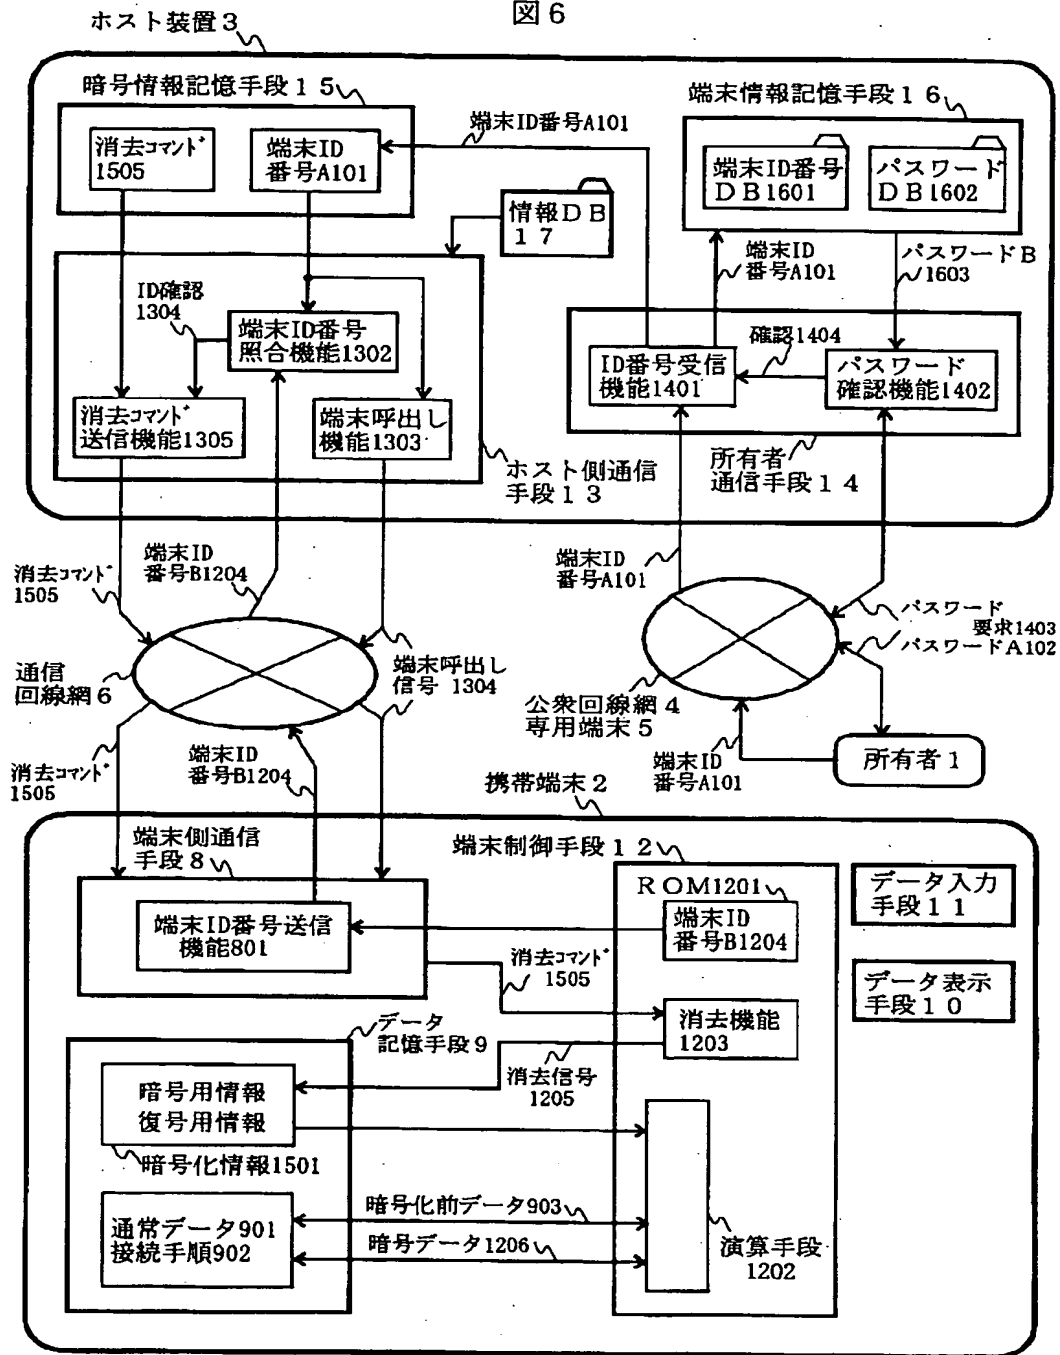 図６
ホスト装置３
暗号情報記憶手段１５
消去コマンド
1505
端末ID
番号A101
端末ID番号A101
端末情報記憶手段１６
端末ID番号
ＤＢ1601
パスワード
ＤＢ1602
情報ＤＢ
１７
端末ID
番号A101
パスワードＢ
1603
ID確認
1304
端末ID番号
照合機能1302
消去コマンド
送信機能1305
端末呼出し
機能1303
ホスト側通信
手段１３
確認1404
ID番号受信
機能1401
パスワード
確認機能1402
所有者
通信手段１４
消去コマンド
1505
端末ID
番号B1204
端末ID
番号A101
パスワード
要求1403
パスワードＡ102
通信
回線網６
端末呼出し
信号 1304
公衆回線網４
専用端末５
所有者１
端末ID
番号A101
消去コマンド
1505
端末ID
番号B1204
携帯端末２
端末側通信
手段８
端末ID番号送信
機能801
端末制御手段１２
ＲＯＭ1201
端末ID
番号B1204
データ入力
手段１１
データ表示
手段１０
消去コマンド
1505
消去機能
1203
消去信号
1205
データ
記憶手段９
暗号用情報
復号用情報
暗号化情報1501
通常データ901
接続手順902
暗号化前データ903
暗号データ1206
演算手段
1202